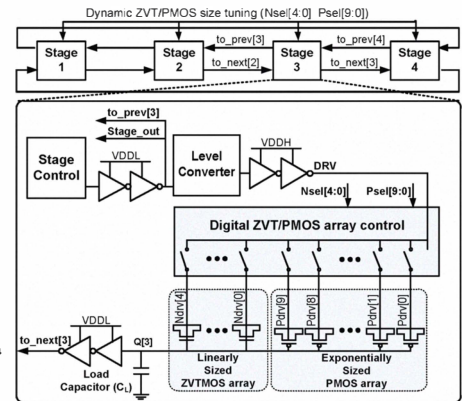 Dynamic ZVT/PMOS size tuning (Nsel[4:0] Psel[9:0])
Stage 1
Stage 2
Stage 3
Stage 4
to_prev[3]
to_prev[4]
to_next[2]
to_next[3]
to_prev[3]
Stage_out
Stage Control
VDDL
Level Converter
VDDH
DRV
Nsel[4:0]
Psel[9:0]
Digital ZVT/PMOS array control
Ndrv[4]
Ndrv[0]
Pdrv[9]
Pdrv[8]
Pdrv[1]
Pdrv[0]
to_next[3]
VDDL
Q[3]
Load Capacitor (CL)
Linearly Sized ZVTMOS array
Exponentially Sized PMOS array